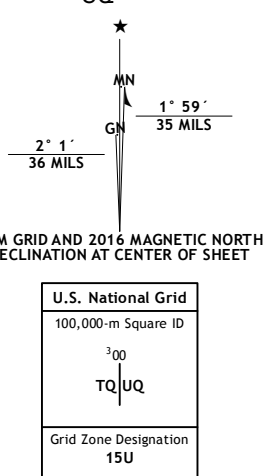 ★
MN
GN
1° 59´
35 MILS
2° 1´
36 MILS
M GRID AND 2016 MAGNETIC NORTH
ECLINATION AT CENTER OF SHEET
U.S. National Grid
100,000-m Square ID
³00
TQ UQ
Grid Zone Designation
15U